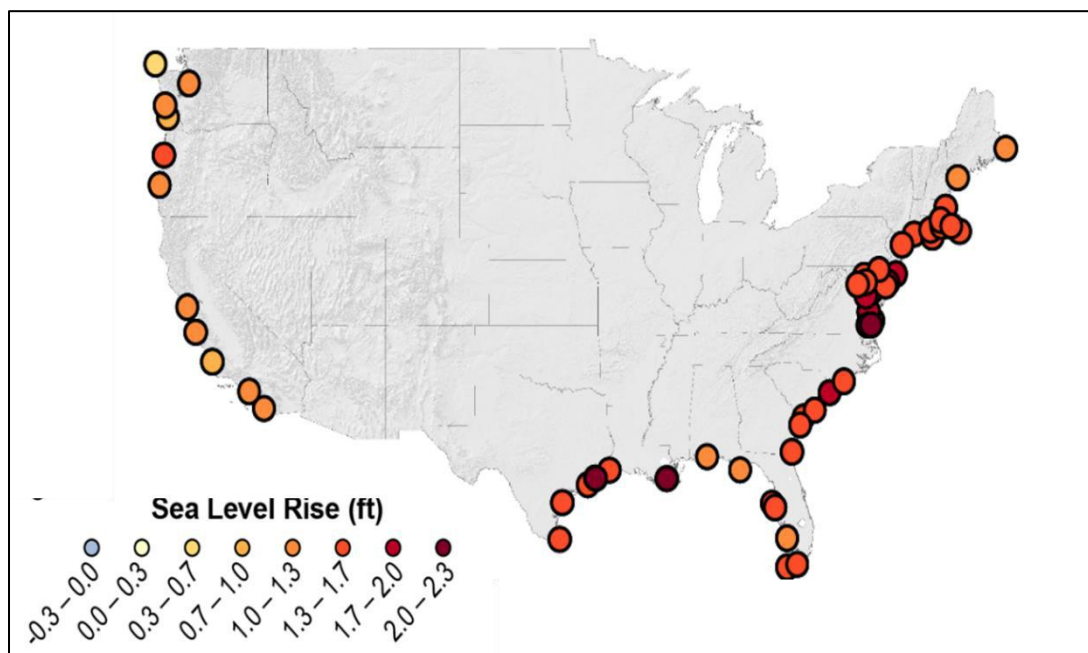 Sea Level Rise (ft)
-0.3 – 0.0
0.0 – 0.3
0.3 – 0.7
0.7 – 1.0
1.0 – 1.3
1.3 – 1.7
1.7 – 2.0
2.0 – 2.3